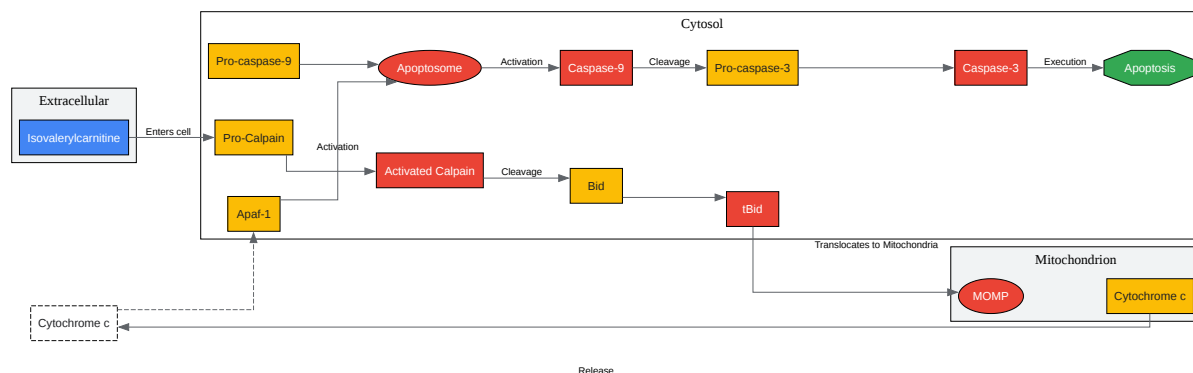 Cytosol
Pro-caspase-9
Apoptosome
Activation
Caspase-9
Cleavage
Pro-caspase-3
Caspase-3
Execution
Apoptosis
Extracellular
Isovalerylcarnitine
Enters cell
Pro-Calpain
Activation
Activated Calpain
Cleavage
Bid
tBid
Apaf-1
Translocates to Mitochondria
Mitochondrion
MOMP
Cytochrome c
Cytochrome c
Release